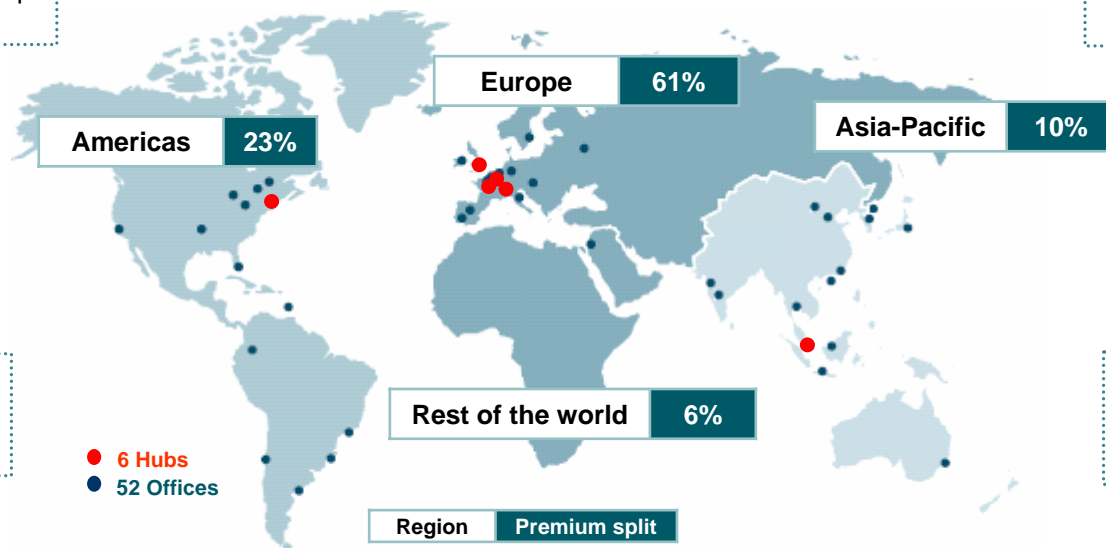 Europe 61%
Americas 23%
Asia-Pacific 10%
Rest of the world 6%
6 Hubs
52 Offices
Region Premium split